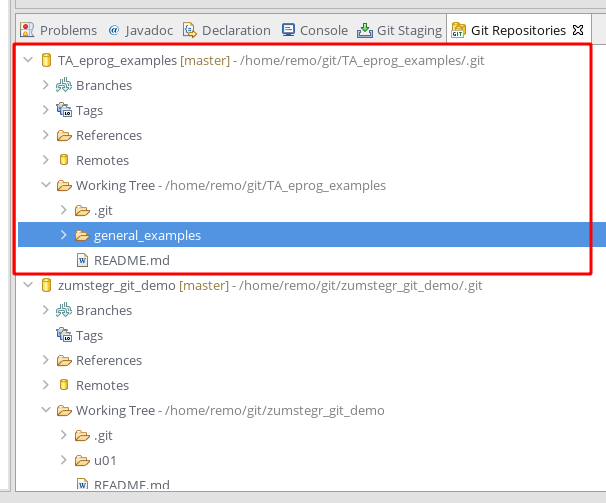 Problems @ Javadoc Declaration Console Git Staging Git Repositories
TA_eprog_examples [master] - /home/remo/git/TA_eprog_examples/.git
Branches
Tags
References
Remotes
Working Tree - /home/remo/git/TA_eprog_examples
.git
general_examples
README.md
zumstegr_git_demo [master] - /home/remo/git/zumstegr_git_demo/.git
Branches
Tags
References
Remotes
Working Tree - /home/remo/git/zumstegr_git_demo
.git
u01
README.md